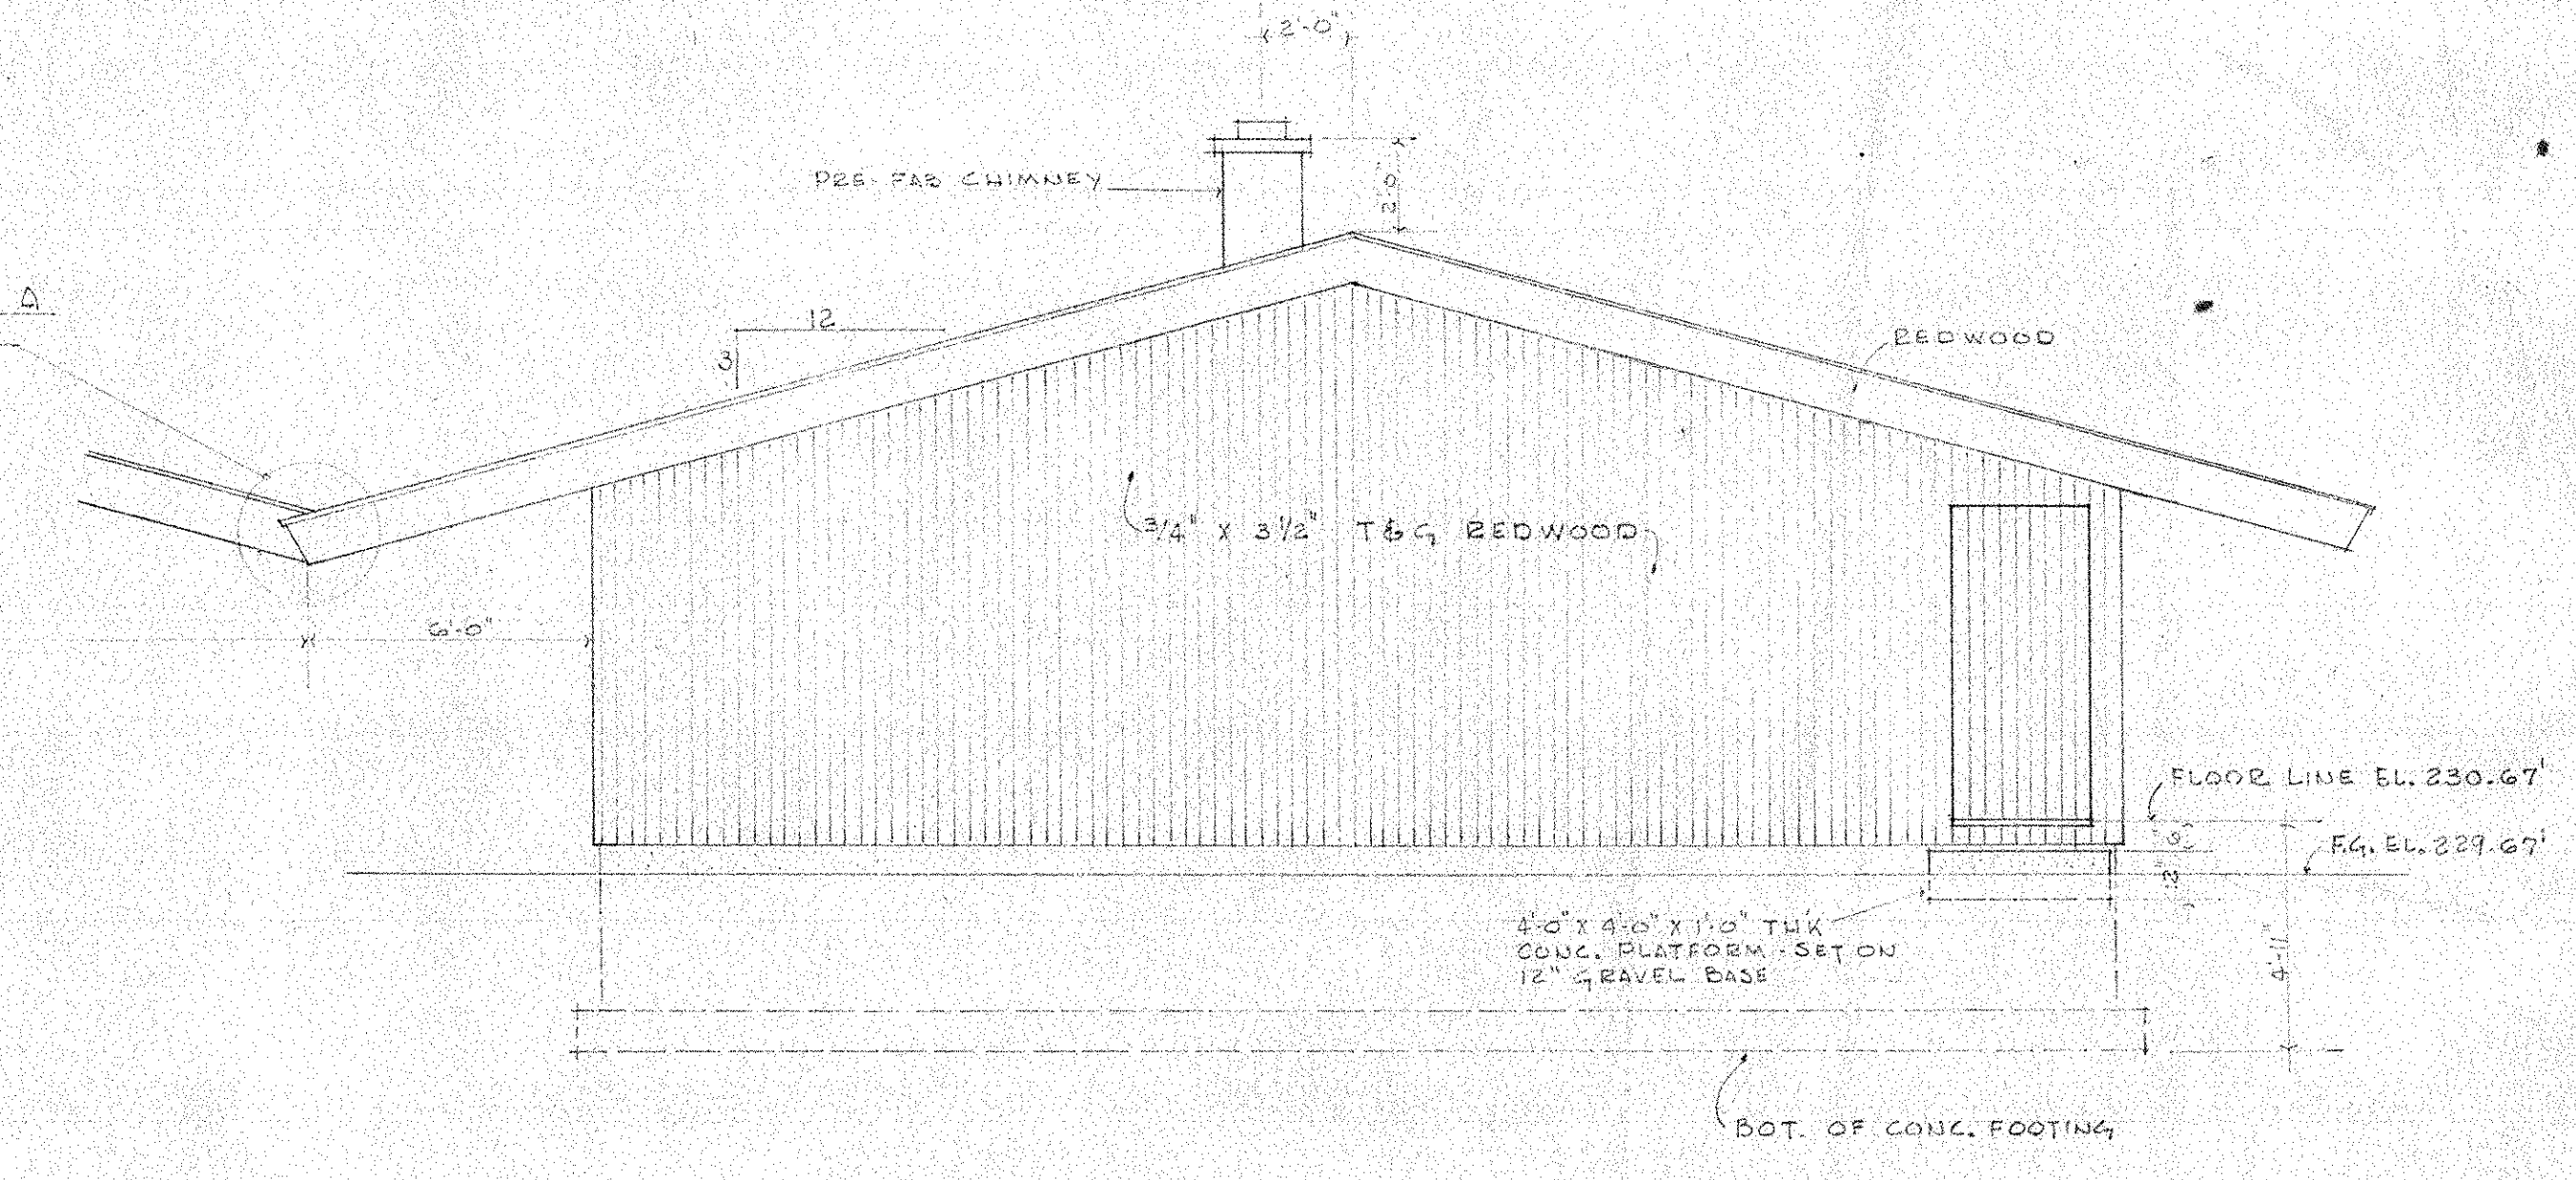 2'-0"
PRE-FAB CHIMNEY
2'-0"
A
12
3
REDWOOD
3/4" X 3 1/2" T&G REDWOOD
6'-0"
FLOOR LINE EL. 230.67'
F.G. EL. 229.67'
4'-0" X 4'-0" X 1'-0" THK
CONC. PLATFORM - SET ON
12" GRAVEL BASE
4'-11"
BOT. OF CONC. FOOTING